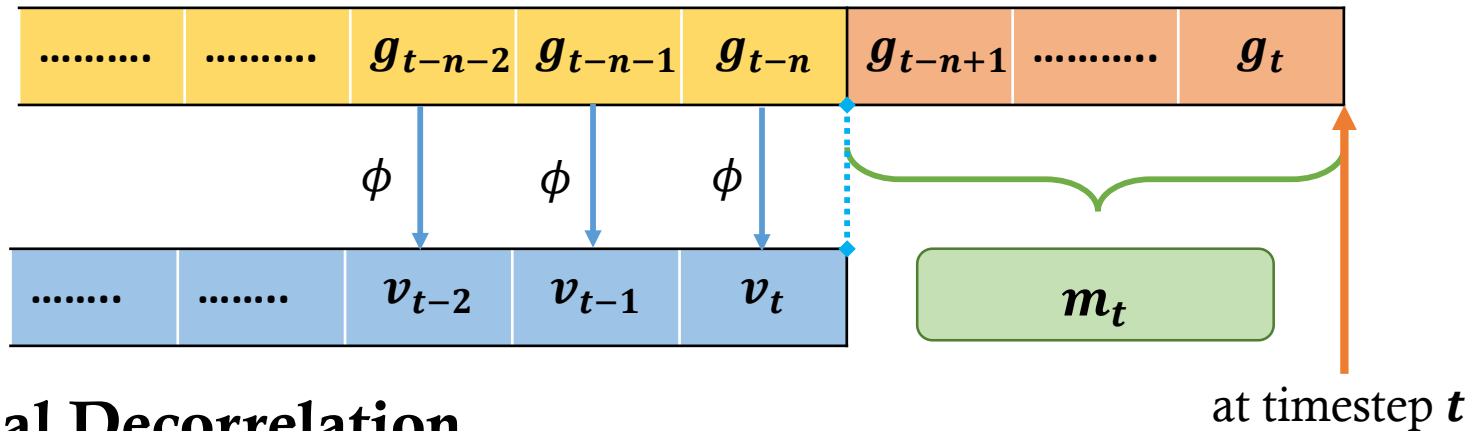 .......... .......... g_{t-n-2} g_{t-n-1} g_{t-n} g_{t-n+1} ........... g_t
ϕ ϕ ϕ
........ ........ v_{t-2} v_{t-1} v_t m_t
at timestep t
al Decorrelation